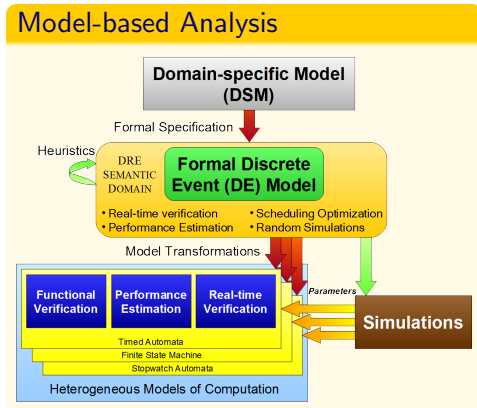 Model-based Analysis
Domain-specific Model
(DSM)
Formal Specification
Heuristics
DRE
SEMANTIC
DOMAIN
Formal Discrete
Event (DE) Model
• Real-time verification
• Scheduling Optimization
• Performance Estimation
• Random Simulations
Model Transformations
Parameters
Functional
Verification
Performance
Estimation
Real-time
Verification
Simulations
Timed Automata
Finite State Machine
Stopwatch Automata
Heterogeneous Models of Computation